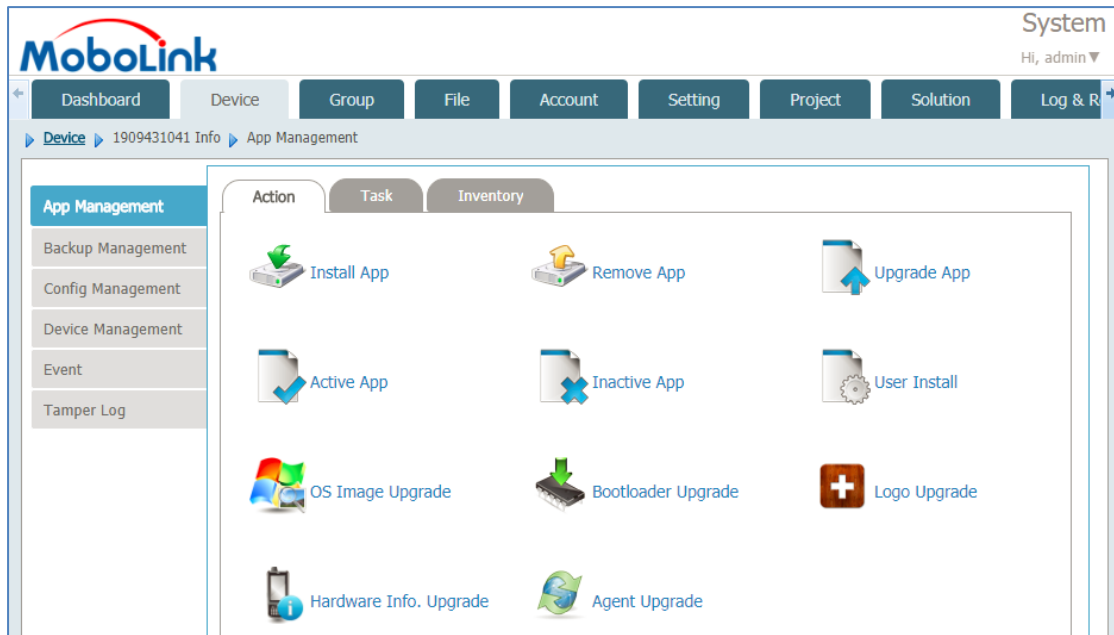 System
MoboLink
Hi, admin▼
Dashboard Device Group File Account Setting Project Solution Log & R
Device 1909431041 Info App Management
Action Task Inventory
App Management
Backup Management
Config Management
Device Management
Event
Tamper Log
Install App Remove App Upgrade App
Active App Inactive App User Install
OS Image Upgrade Bootloader Upgrade Logo Upgrade
Hardware Info. Upgrade Agent Upgrade